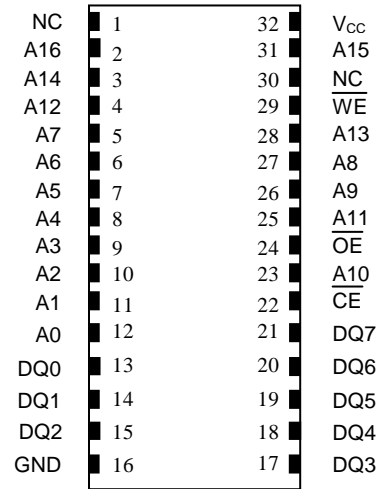 NC 1 32 VCC
A16 2 31 A15
A14 3 30 NC
A12 4 29 WE
A7 5 28 A13
A6 6 27 A8
A5 7 26 A9
A4 8 25 A11
A3 9 24 OE
A2 10 23 A10
A1 11 22 CE
A0 12 21 DQ7
DQ0 13 20 DQ6
DQ1 14 19 DQ5
DQ2 15 18 DQ4
GND 16 17 DQ3